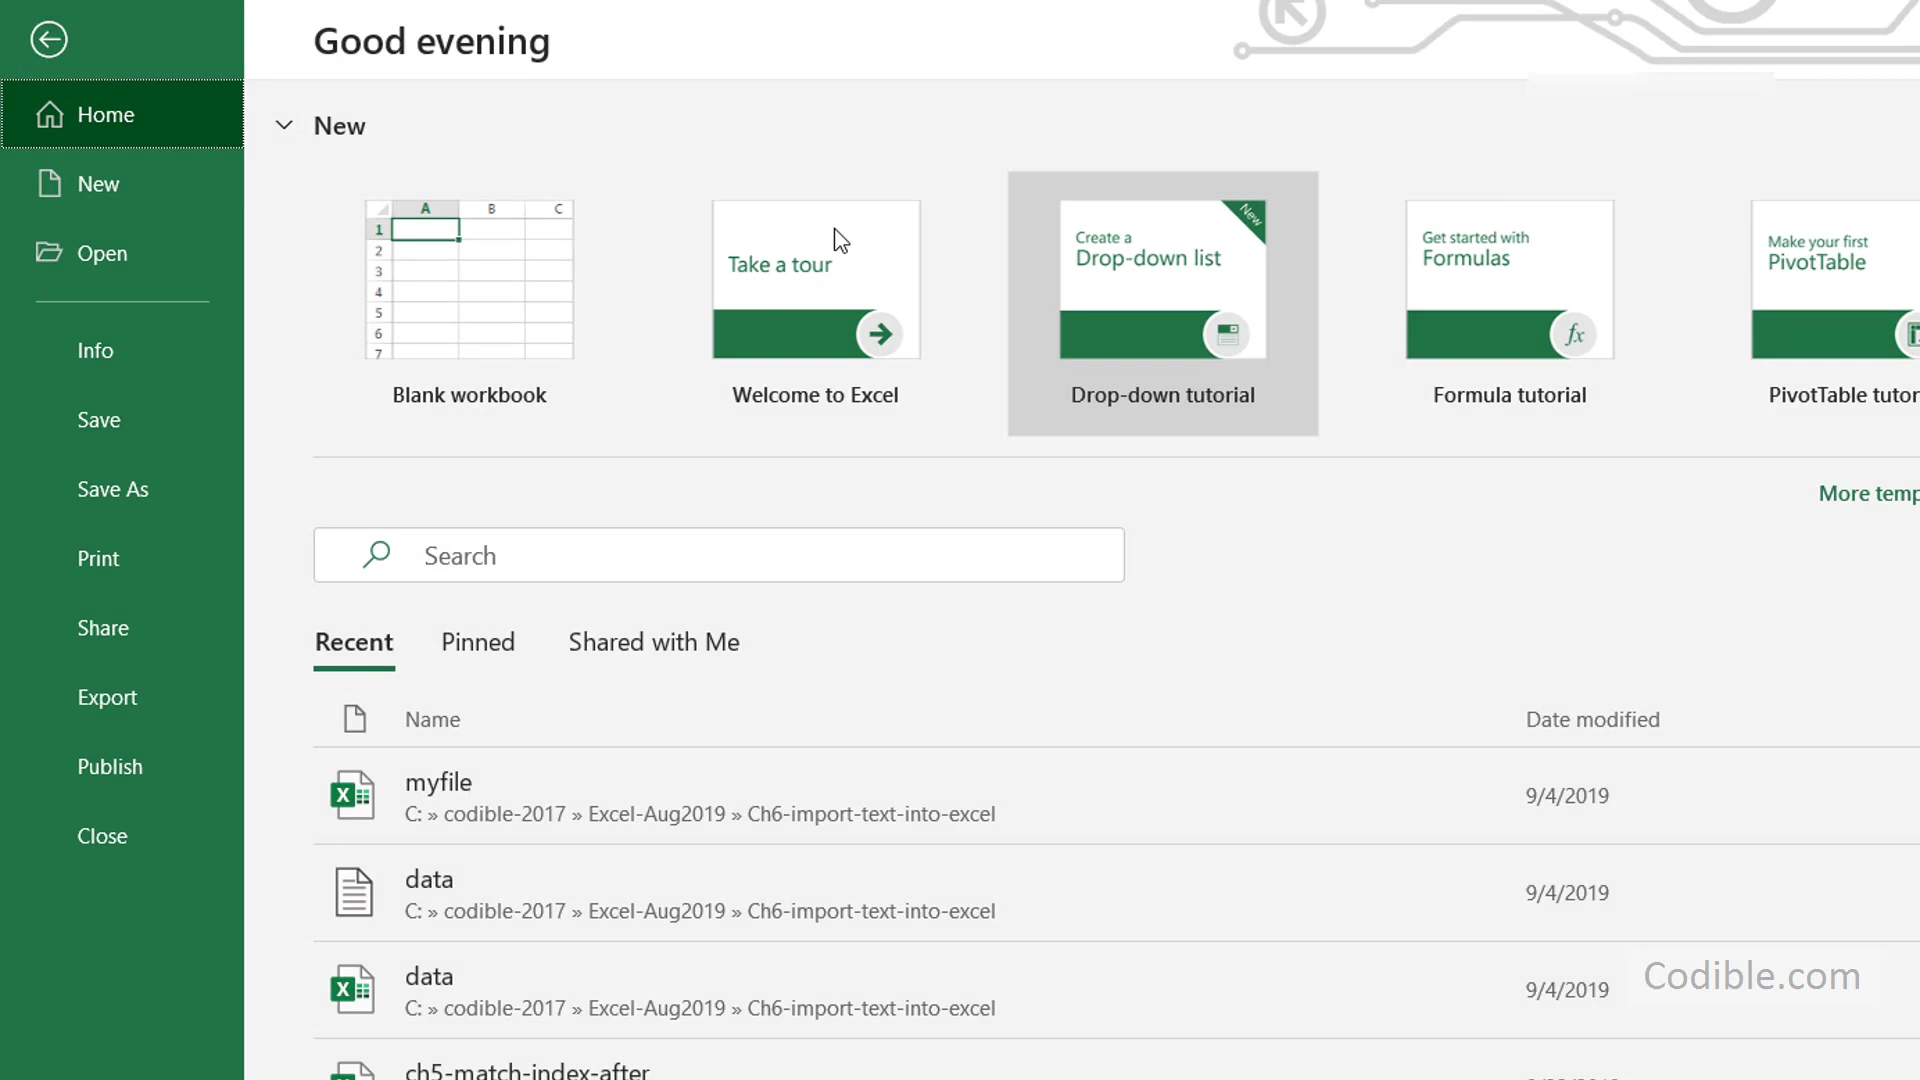 Good evening
Home
New
Open
Info
Save
Save As
Print
Share
Export
Publish
Close
New
A B C
1
2
3
4
5
6
7
Blank workbook
Take a tour
Welcome to Excel
New
Create a
Drop-down list
Drop-down tutorial
Get started with
Formulas
fx
Formula tutorial
Make your first
PivotTable
PivotTable tutor
More temp
Search
Recent Pinned Shared with Me
Name Date modified
myfile
C: » codible-2017 » Excel-Aug2019 » Ch6-import-text-into-excel
9/4/2019
data
C: » codible-2017 » Excel-Aug2019 » Ch6-import-text-into-excel
9/4/2019
data
C: » codible-2017 » Excel-Aug2019 » Ch6-import-text-into-excel
9/4/2019
Codible.com
ch5-match-index-after